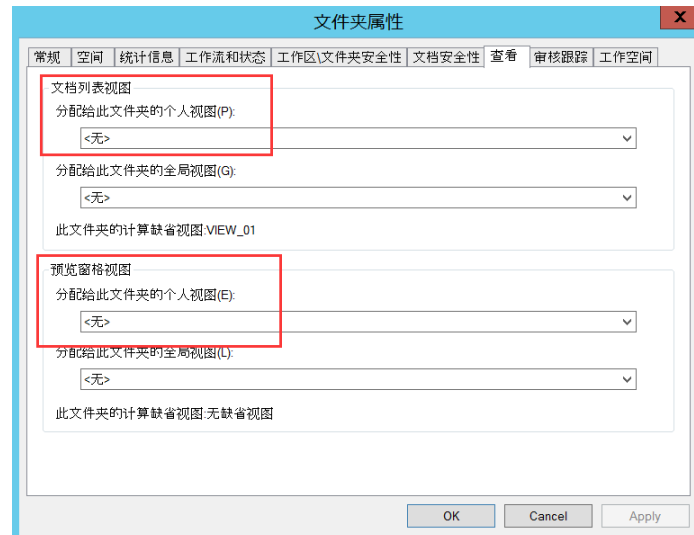 文件夹属性
X
常规 空间 统计信息 工作流和状态 工作区\文件夹安全性 文档安全性 查看 审核跟踪 工作空间
文档列表视图
分配给此文件夹的个人视图(P):
<无>
分配给此文件夹的全局视图(G):
<无>
此文件夹的计算缺省视图:VIEW_01
预览窗格视图
分配给此文件夹的个人视图(E):
<无>
分配给此文件夹的全局视图(L):
<无>
此文件夹的计算缺省视图:无缺省视图
OK Cancel Apply